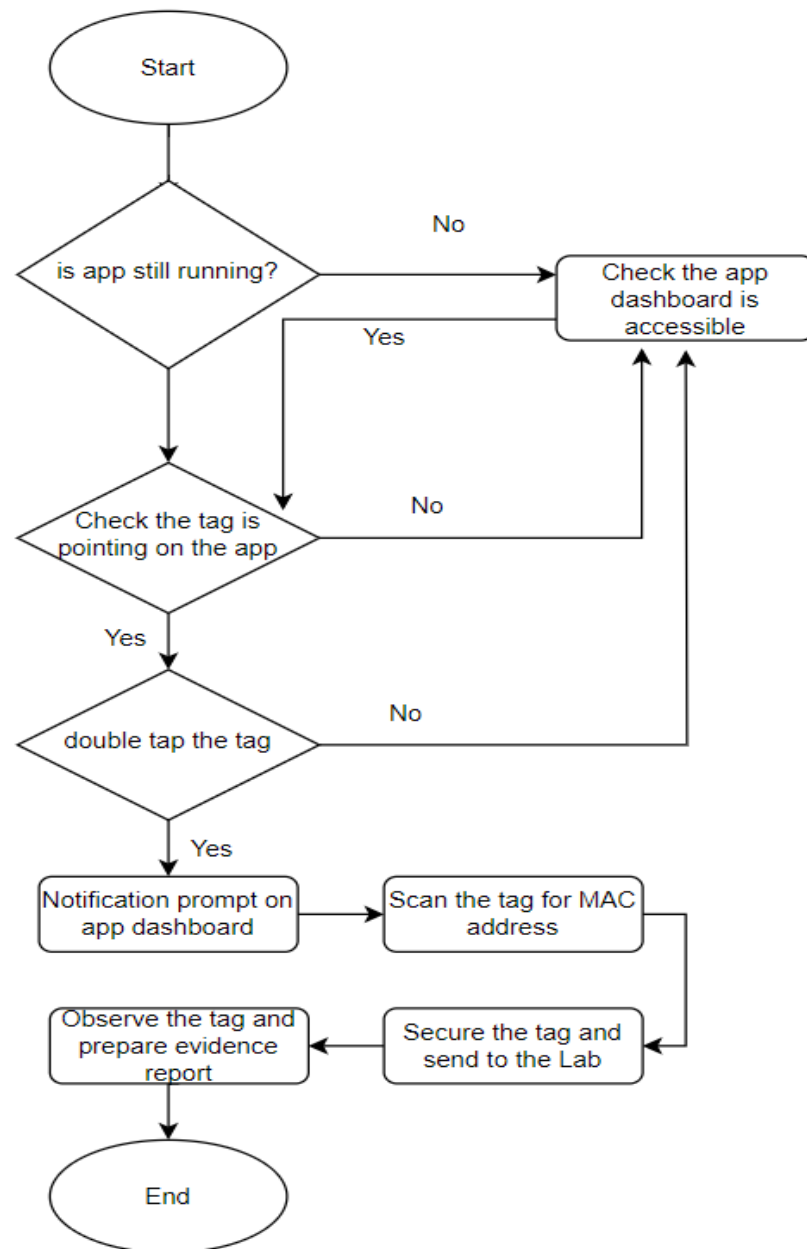 Start
is app still running?
No
Check the app
dashboard is
accessible
Yes
Check the tag is
pointing on the app
No
Yes
double tap the tag
No
Yes
Notification prompt on
app dashboard
Scan the tag for MAC
address
Secure the tag and
send to the Lab
Observe the tag and
prepare evidence
report
End